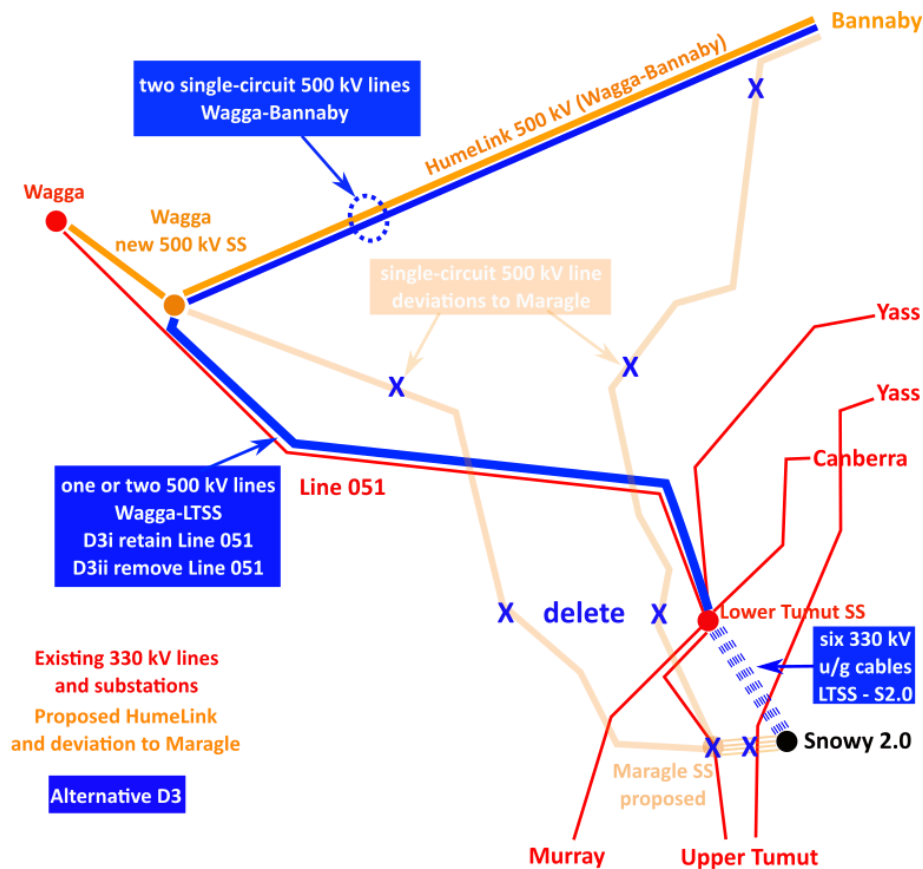 Bannaby
two single-circuit 500 kV lines
Wagga-Bannaby
HumeLink 500 kV (Wagga-Bannaby)
X
Wagga
Wagga
new 500 kV SS
single-circuit 500 kV line
deviations to Maragle
Yass
X
X
Yass
Canberra
one or two 500 kV lines
Wagga-LTSS
D3i retain Line 051
D3ii remove Line 051
Line 051
X
delete
X
Lower Tumut SS
six 330 kV
u/g cables
LTSS - S2.0
Existing 330 kV lines
and substations
Proposed HumeLink
and deviation to Maragle
X
X
Snowy 2.0
Maragle SS
proposed
Alternative D3
Murray
Upper Tumut